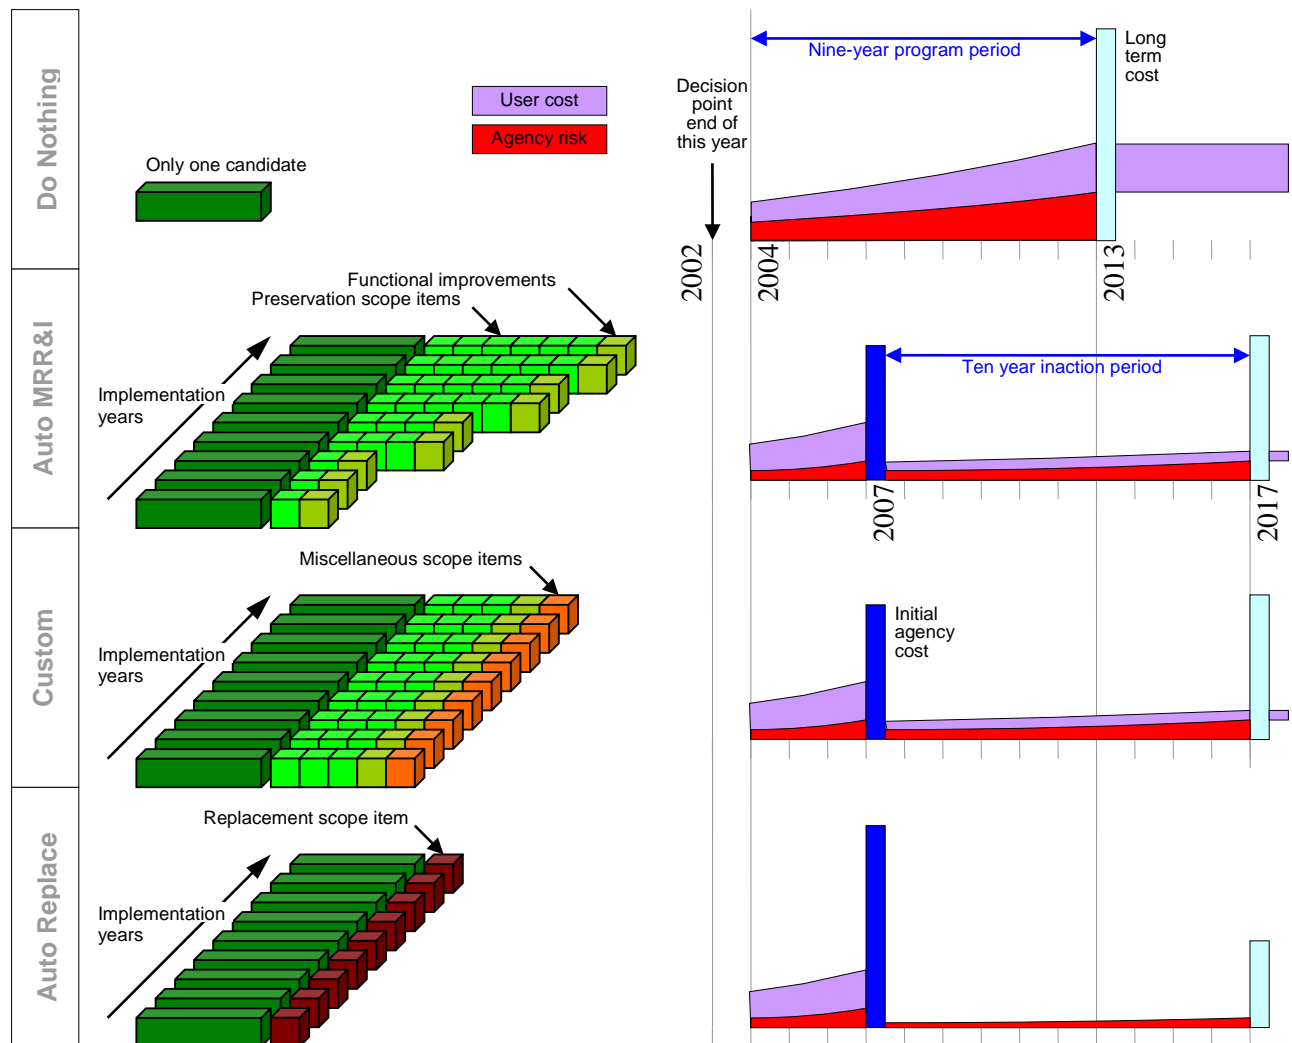 Do Nothing
Only one candidate
User cost
Agency risk
Decision
point
end of
this year
Nine-year program period
Long
term
cost
2002
2004
2013
Auto MRR&I
Functional improvements
Preservation scope items
Implementation
years
Ten year inaction period
2007
2017
Custom
Miscellaneous scope items
Implementation
years
Initial
agency
cost
Auto Replace
Replacement scope item
Implementation
years